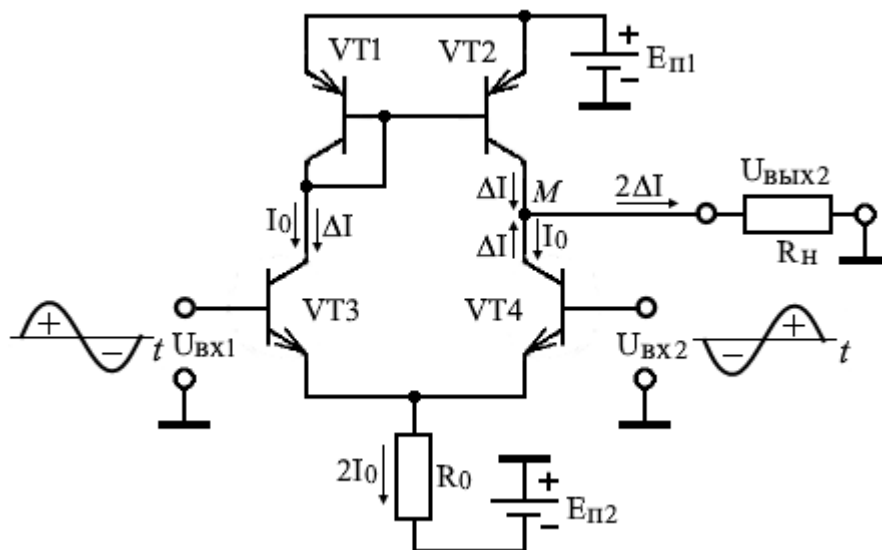 VT1
VT2
+
−
Eп1
ΔI
M
2ΔI
Uвых2
I0
ΔI
ΔI
I0
Rн
+
−
t
Uвх1
VT3
VT4
Uвх2
−
+
t
2I0
R0
+
−
Eп2